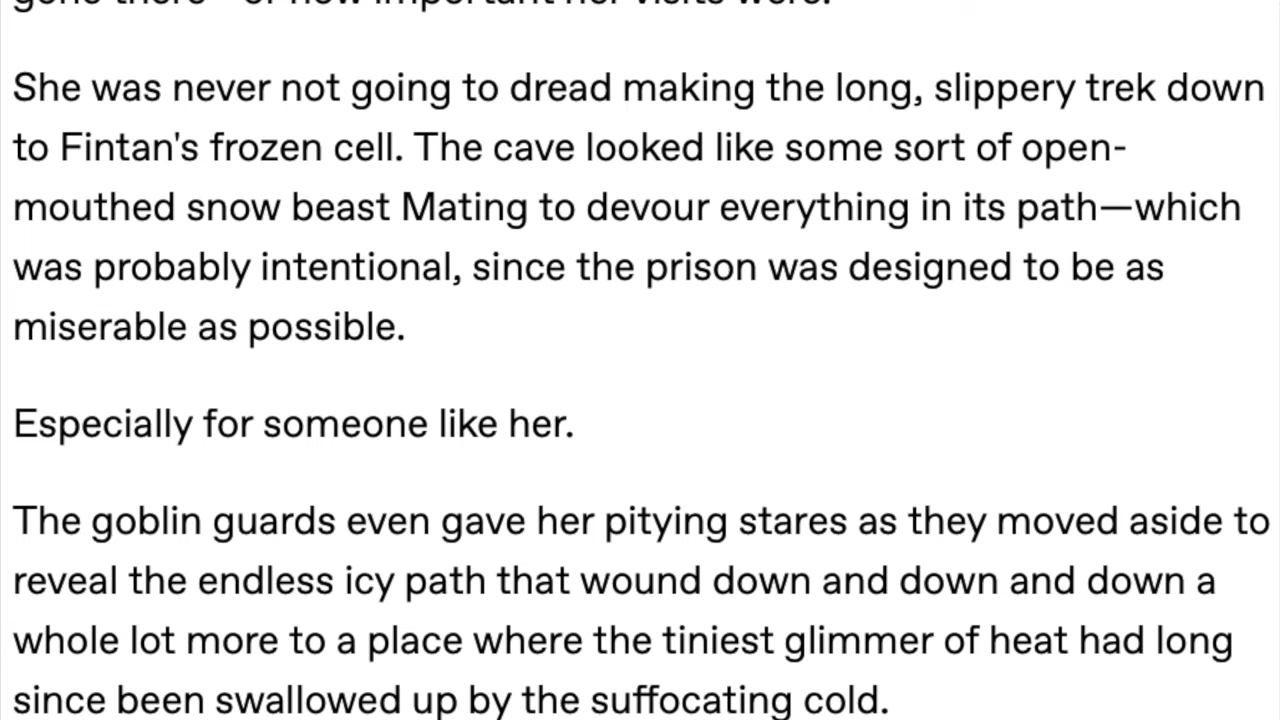 She was never not going to dread making the long, slippery trek down
to Fintan's frozen cell. The cave looked like some sort of open-
mouthed snow beast Mating to devour everything in its path—which
was probably intentional, since the prison was designed to be as
miserable as possible.
Especially for someone like her.
The goblin guards even gave her pitying stares as they moved aside to
reveal the endless icy path that wound down and down and down a
whole lot more to a place where the tiniest glimmer of heat had long
since been swallowed up by the suffocating cold.